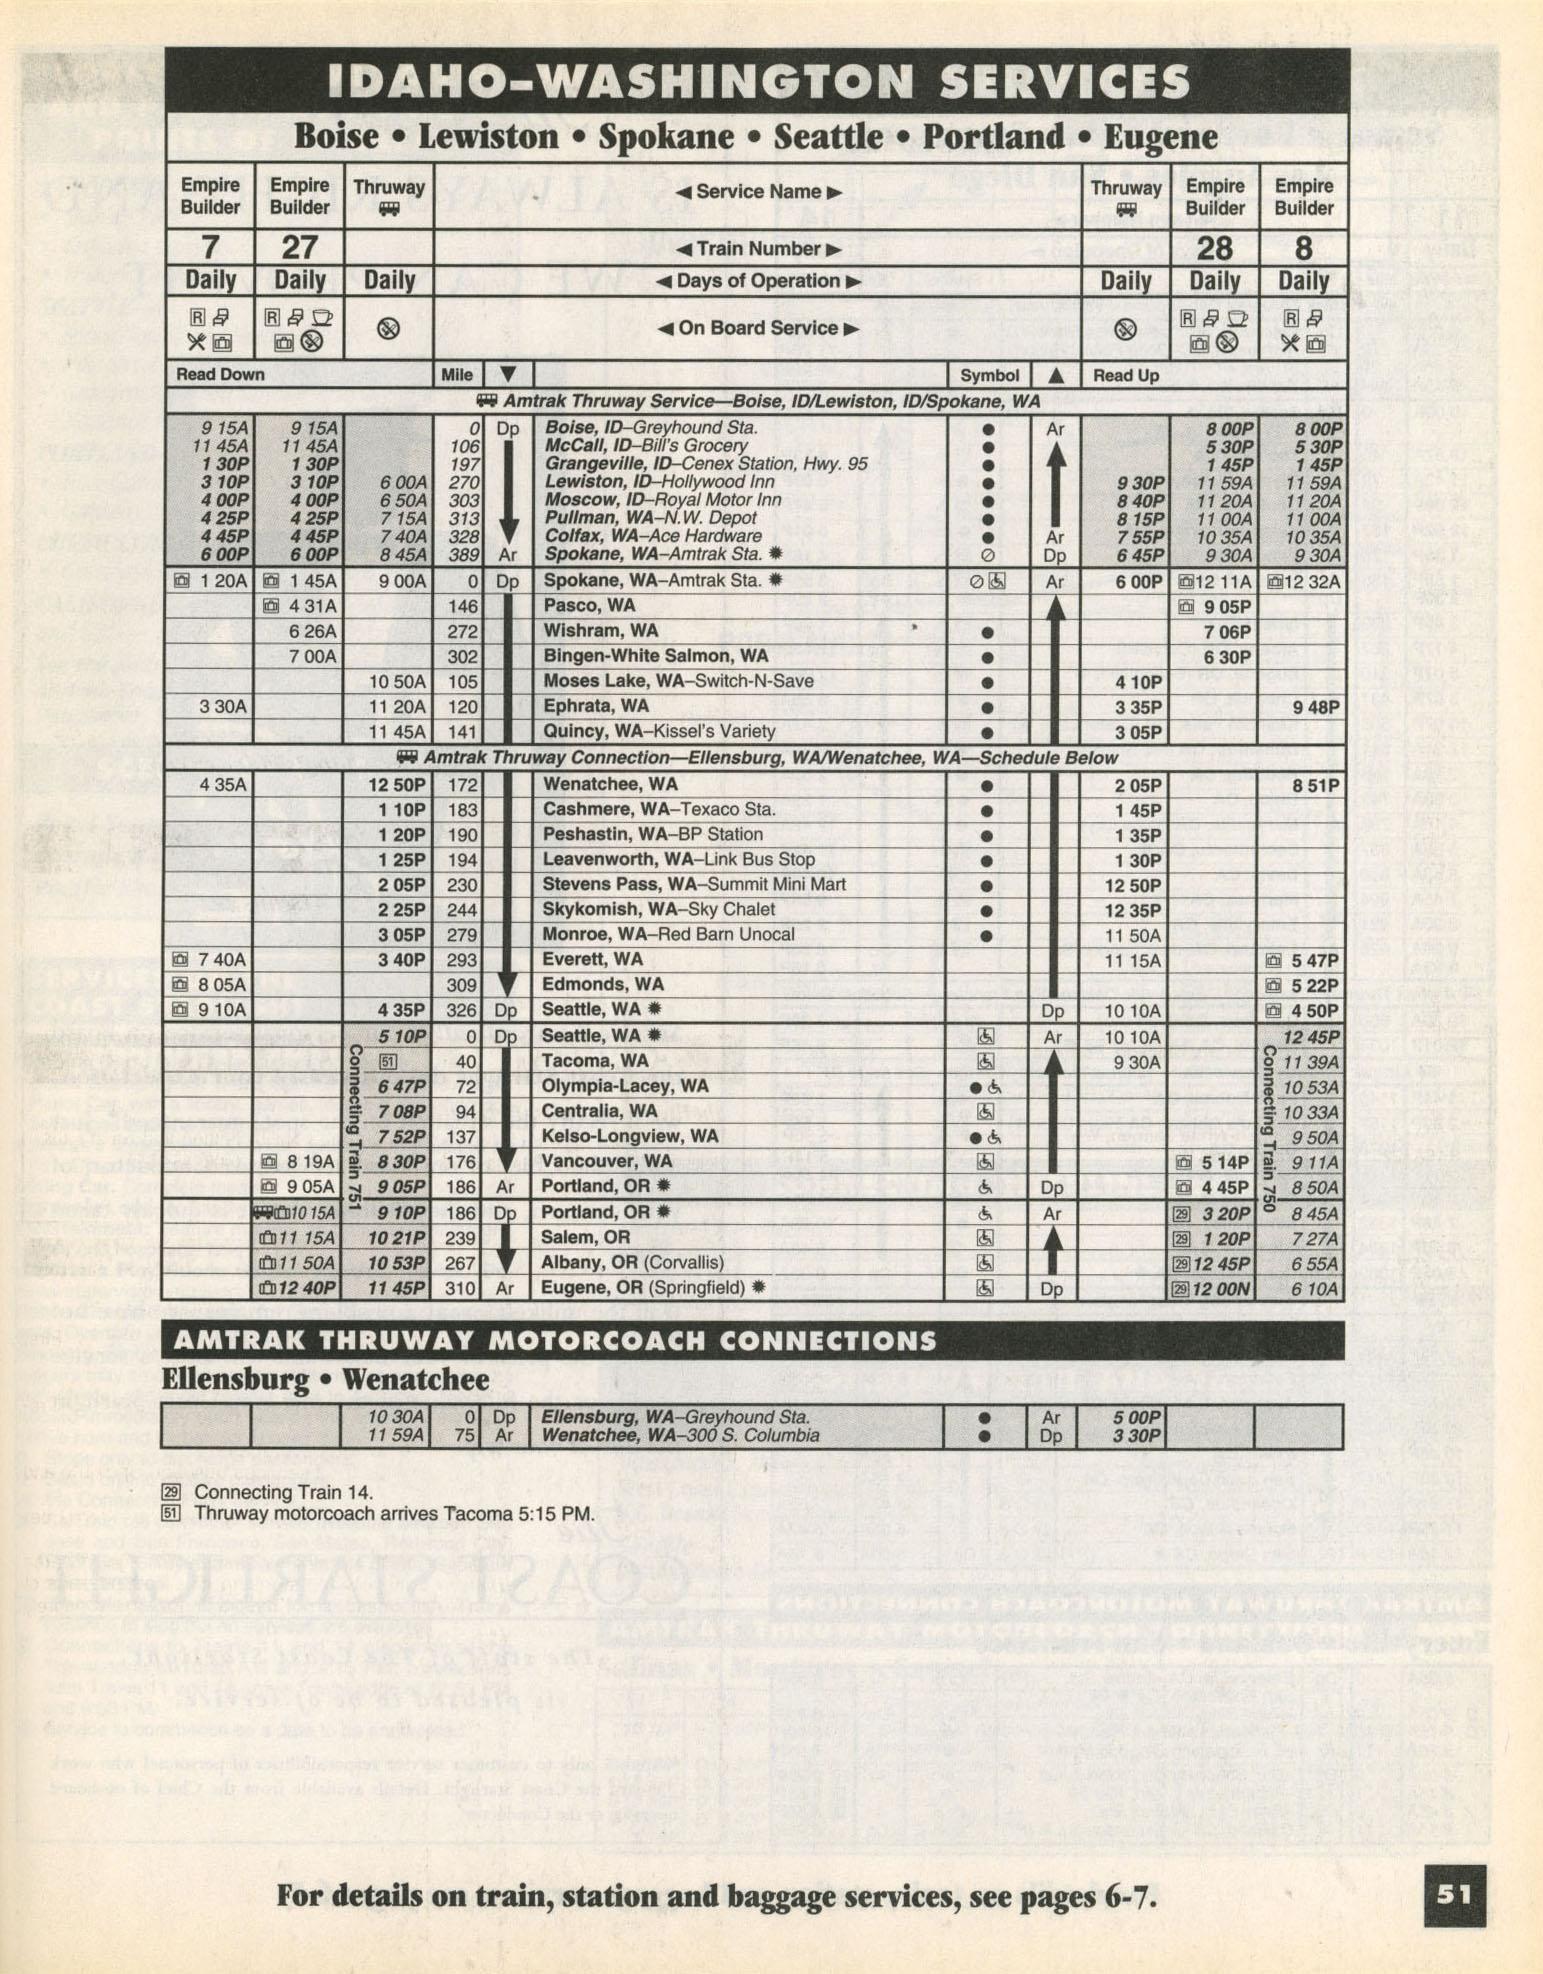 IDAHO-WASHINGTON SERVICES
Boise • Lewiston • Spokane • Seattle • Portland • Eugene
Empire Builder Empire Builder Thruway ◄ Service Name ► Thruway Empire Builder Empire Builder
7 27 ◄ Train Number ► 28 8
Daily Daily Daily ◄ Days of Operation ► Daily Daily Daily
R R ◄ On Board Service ► R R
Read Down Mile ▼ Symbol ▲ Read Up
Amtrak Thruway Service—Boise, ID/Lewiston, ID/Spokane, WA
9 15A 9 15A 0 Dp Boise, ID–Greyhound Sta. ● Ar 8 00P 8 00P
11 45A 11 45A 106 McCall, ID–Bill's Grocery ● 5 30P 5 30P
1 30P 1 30P 197 Grangeville, ID–Cenex Station, Hwy. 95 ● 1 45P 1 45P
3 10P 3 10P 6 00A 270 Lewiston, ID–Hollywood Inn ● 9 30P 11 59A 11 59A
4 00P 4 00P 6 50A 303 Moscow, ID–Royal Motor Inn ● 8 40P 11 20A 11 20A
4 25P 4 25P 7 15A 313 Pullman, WA–N.W. Depot ● 8 15P 11 00A 11 00A
4 45P 4 45P 7 40A 328 Colfax, WA–Ace Hardware ● Ar 7 55P 10 35A 10 35A
6 00P 6 00P 8 45A 389 Ar Spokane, WA–Amtrak Sta. ✹ ∅ Dp 6 45P 9 30A 9 30A
1 20A 1 45A 9 00A 0 Dp Spokane, WA–Amtrak Sta. ✹ ∅ Ar 6 00P 12 11A 12 32A
4 31A 146 Pasco, WA 9 05P
6 26A 272 Wishram, WA ● 7 06P
7 00A 302 Bingen-White Salmon, WA ● 6 30P
10 50A 105 Moses Lake, WA–Switch-N-Save ● 4 10P
3 30A 11 20A 120 Ephrata, WA ● 3 35P 9 48P
11 45A 141 Quincy, WA–Kissel's Variety ● 3 05P
Amtrak Thruway Connection—Ellensburg, WA/Wenatchee, WA—Schedule Below
4 35A 12 50P 172 Wenatchee, WA ● 2 05P 8 51P
1 10P 183 Cashmere, WA–Texaco Sta. ● 1 45P
1 20P 190 Peshastin, WA–BP Station ● 1 35P
1 25P 194 Leavenworth, WA–Link Bus Stop ● 1 30P
2 05P 230 Stevens Pass, WA–Summit Mini Mart ● 12 50P
2 25P 244 Skykomish, WA–Sky Chalet ● 12 35P
3 05P 279 Monroe, WA–Red Barn Unocal ● 11 50A
7 40A 3 40P 293 Everett, WA 11 15A 5 47P
8 05A 309 Edmonds, WA 5 22P
9 10A 4 35P 326 Dp Seattle, WA ✹ Dp 10 10A 4 50P
5 10P 0 Dp Seattle, WA ✹ Ar 10 10A 12 45P
51 40 Tacoma, WA 9 30A 11 39A
6 47P 72 Olympia-Lacey, WA ● 10 53A
7 08P 94 Centralia, WA 10 33A
7 52P 137 Kelso-Longview, WA ● 9 50A
8 19A 8 30P 176 Vancouver, WA 5 14P 9 11A
9 05A 9 05P 186 Ar Portland, OR ✹ Dp 4 45P 8 50A
Connecting Train 751
Connecting Train 750
10 15A 9 10P 186 Dp Portland, OR ✹ Ar 29 3 20P 8 45A
11 15A 10 21P 239 Salem, OR 29 1 20P 7 27A
11 50A 10 53P 267 Albany, OR (Corvallis) 29 12 45P 6 55A
12 40P 11 45P 310 Ar Eugene, OR (Springfield) ✹ Dp 29 12 00N 6 10A
AMTRAK THRUWAY MOTORCOACH CONNECTIONS
Ellensburg • Wenatchee
10 30A 0 Dp Ellensburg, WA–Greyhound Sta. ● Ar 5 00P
11 59A 75 Ar Wenatchee, WA–300 S. Columbia ● Dp 3 30P
29 Connecting Train 14.
51 Thruway motorcoach arrives Tacoma 5:15 PM.
For details on train, station and baggage services, see pages 6-7.
51